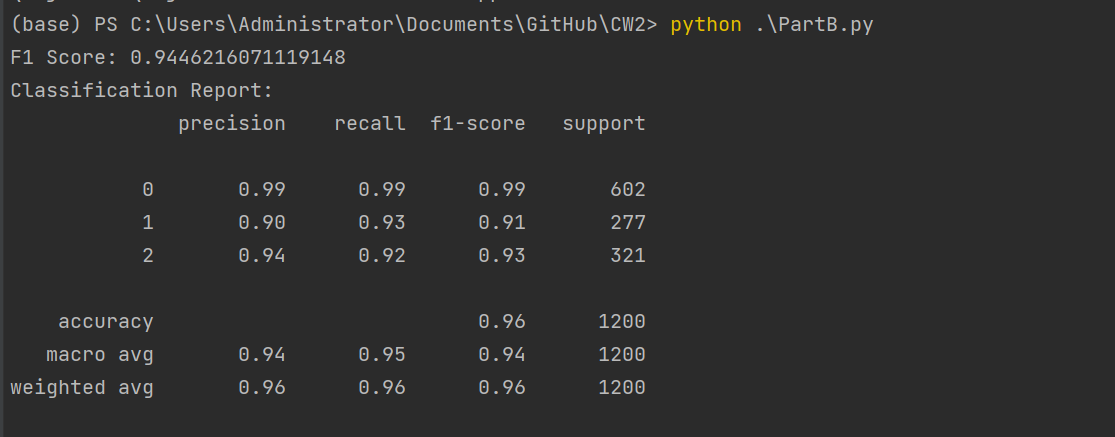 (base) PS C:\Users\Administrator\Documents\GitHub\CW2> python .\PartB.py
F1 Score: 0.9446216071119148
Classification Report:
              precision    recall  f1-score   support

           0       0.99      0.99      0.99       602
           1       0.90      0.93      0.91       277
           2       0.94      0.92      0.93       321

    accuracy                           0.96      1200
   macro avg       0.94      0.95      0.94      1200
weighted avg       0.96      0.96      0.96      1200